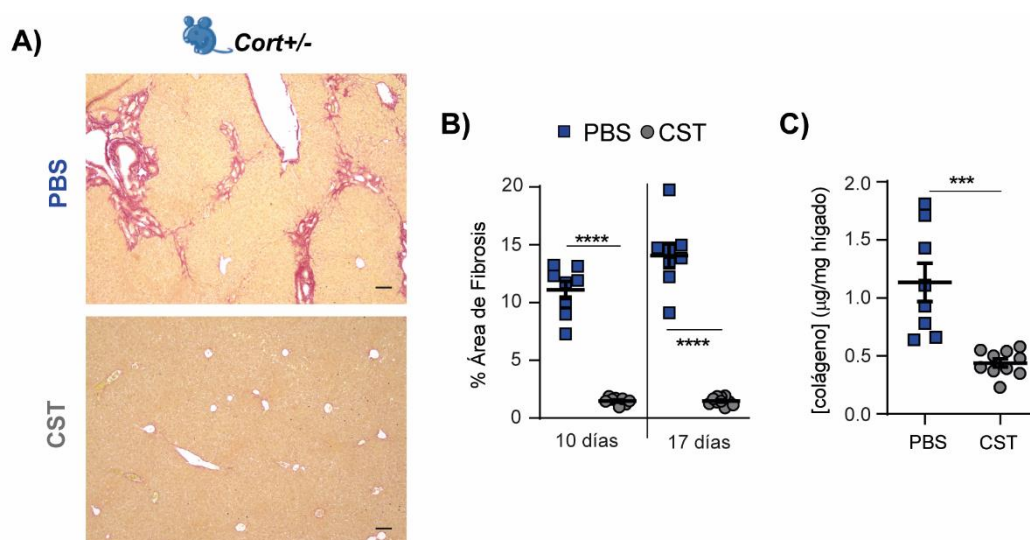 A)
Cort+/-
PBS
CST
B)
PBS CST
% Área de Fibrosis
20
15
10
5
0
****
****
10 días
17 días
C)
[colágeno] (µg/mg hígado)
2.0
1.5
1.0
0.5
0.0
***
PBS
CST